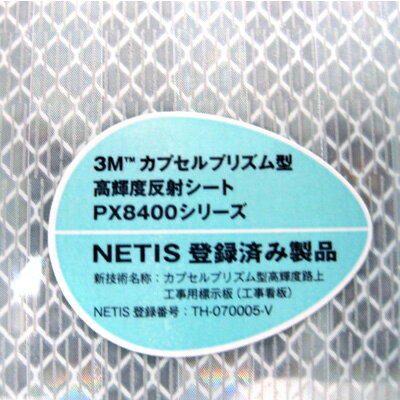 3M™ カプセルプリズム型
高輝度反射シート
PX8400シリーズ
NETIS 登録済み製品
新技術名称：カプセルプリズム型高輝度路上
工事用標示板（工事看板）
NETIS 登録番号：TH-070005-V